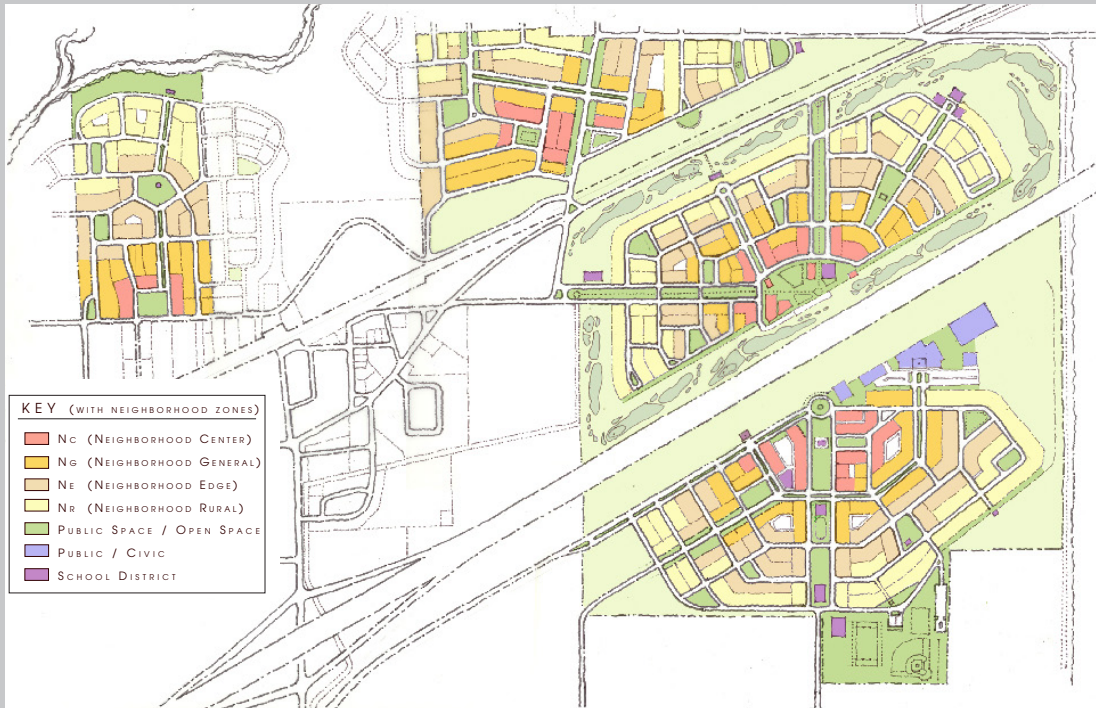 KEY (WITH NEIGHBORHOOD ZONES)
NC (NEIGHBORHOOD CENTER)
NG (NEIGHBORHOOD GENERAL)
NE (NEIGHBORHOOD EDGE)
NR (NEIGHBORHOOD RURAL)
PUBLIC SPACE / OPEN SPACE
PUBLIC / CIVIC
SCHOOL DISTRICT